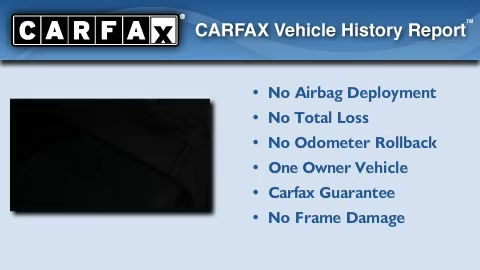 CARFAX® CARFAX Vehicle History Report™
• No Airbag Deployment
• No Total Loss
• No Odometer Rollback
• One Owner Vehicle
• Carfax Guarantee
• No Frame Damage